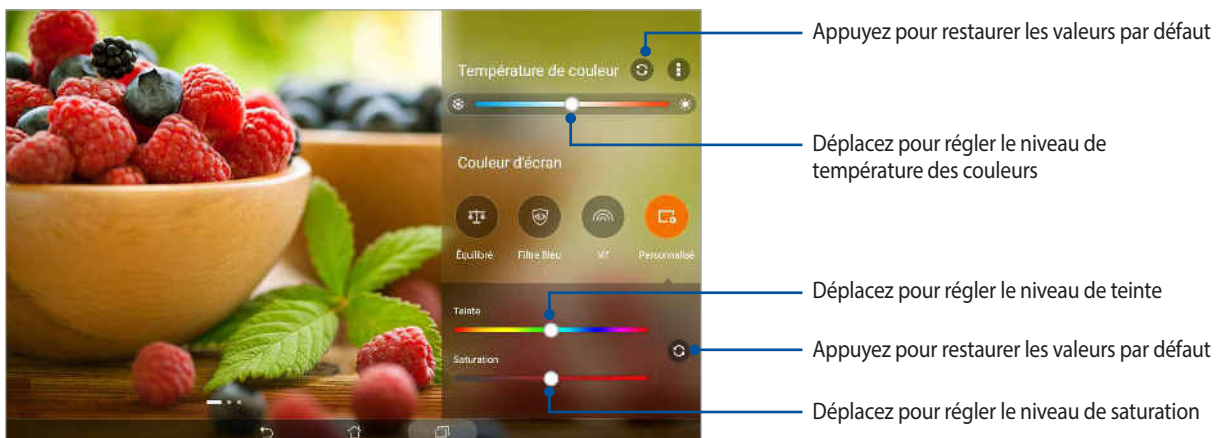 Appuyez pour restaurer les valeurs par défaut
Température de couleur
Déplacez pour régler le niveau de
température des couleurs
Couleur d'écran
Équilibré Filtre Bleu Vif Personnalisé
Déplacez pour régler le niveau de teinte
Teinte
Appuyez pour restaurer les valeurs par défaut
Saturation
Déplacez pour régler le niveau de saturation